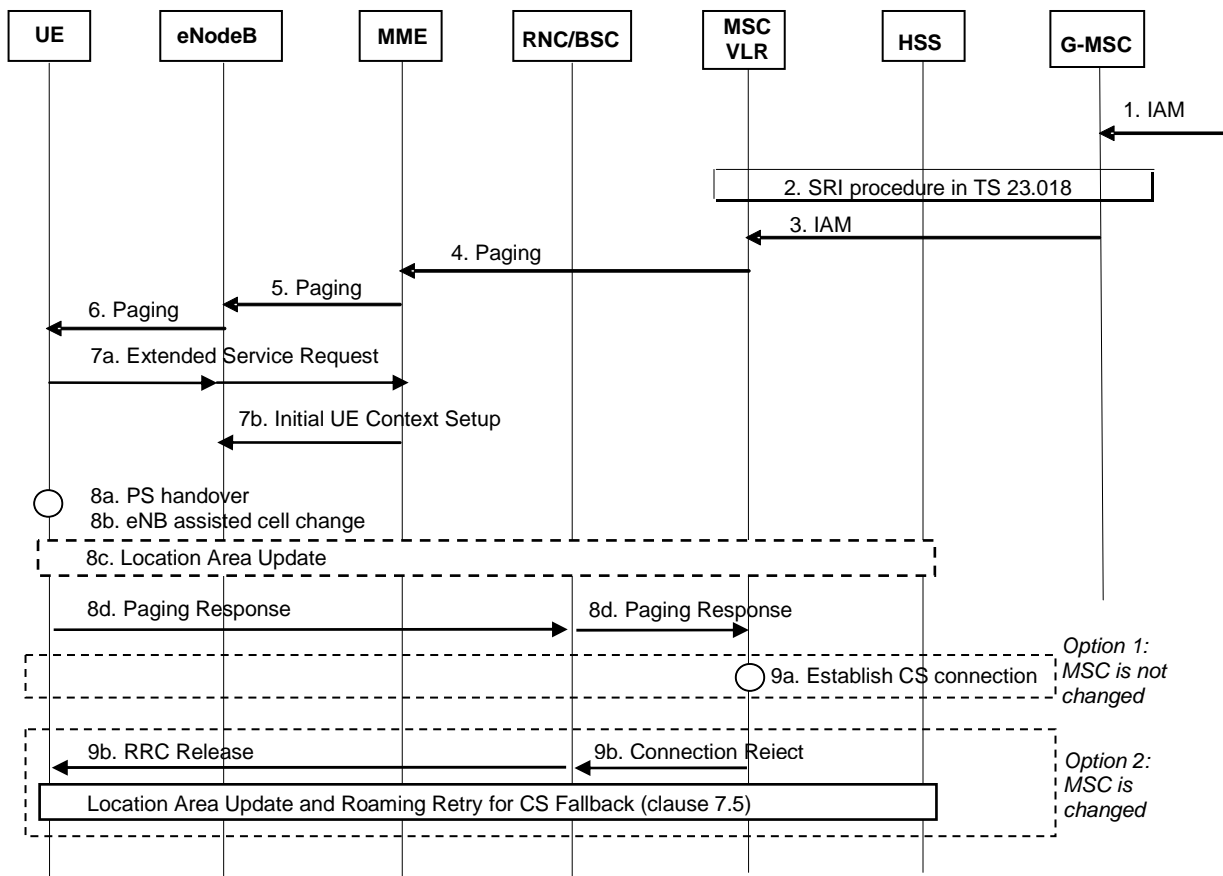 UE
eNodeB
MME
RNC/BSC
MSC
VLR
HSS
G-MSC
1. IAM
2. SRI procedure in TS 23.018
3. IAM
4. Paging
5. Paging
6. Paging
7a. Extended Service Request
7b. Initial UE Context Setup
8a. PS handover
8b. eNB assisted cell change
8c. Location Area Update
8d. Paging Response
8d. Paging Response
Option 1:
MSC is not
changed
9a. Establish CS connection
9b. RRC Release
9b. Connection Reject
Option 2:
MSC is
changed
Location Area Update and Roaming Retry for CS Fallback (clause 7.5)